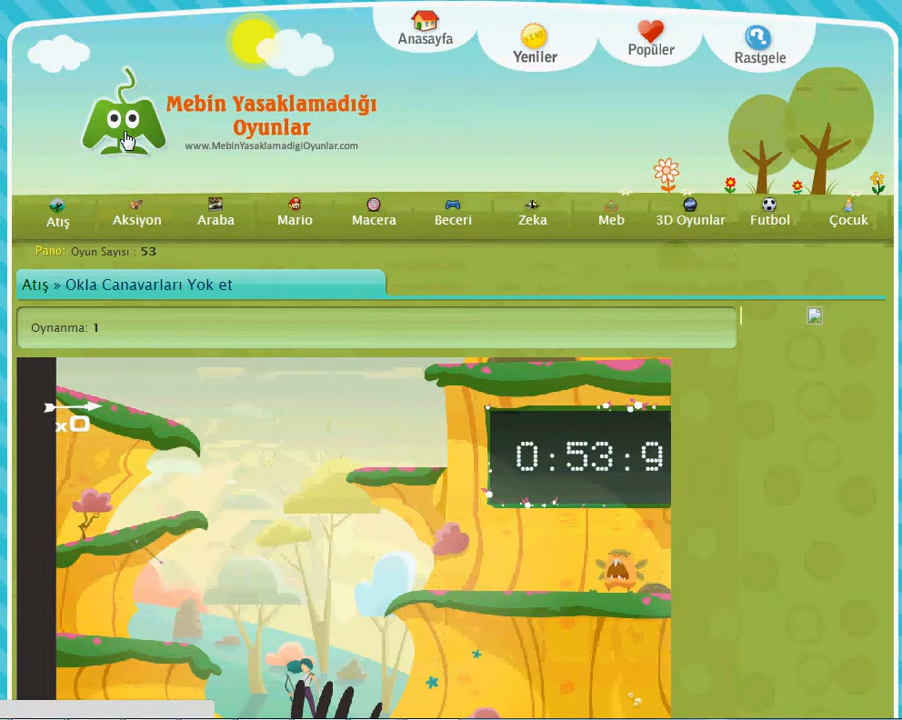 Anasayfa
Yeniler
Popüler
Rastgele
YENİ
Mebin Yasaklamadığı
Oyunlar
www.MebinYasaklamadigiOyunlar.com
Atış
Aksiyon
Araba
Mario
Macera
Beceri
Zeka
Meb
3D Oyunlar
Futbol
Çocuk
Pano: Oyun Sayısı : 53
Atış » Okla Canavarları Yok et
Oynanma: 1
x0
0:53:9